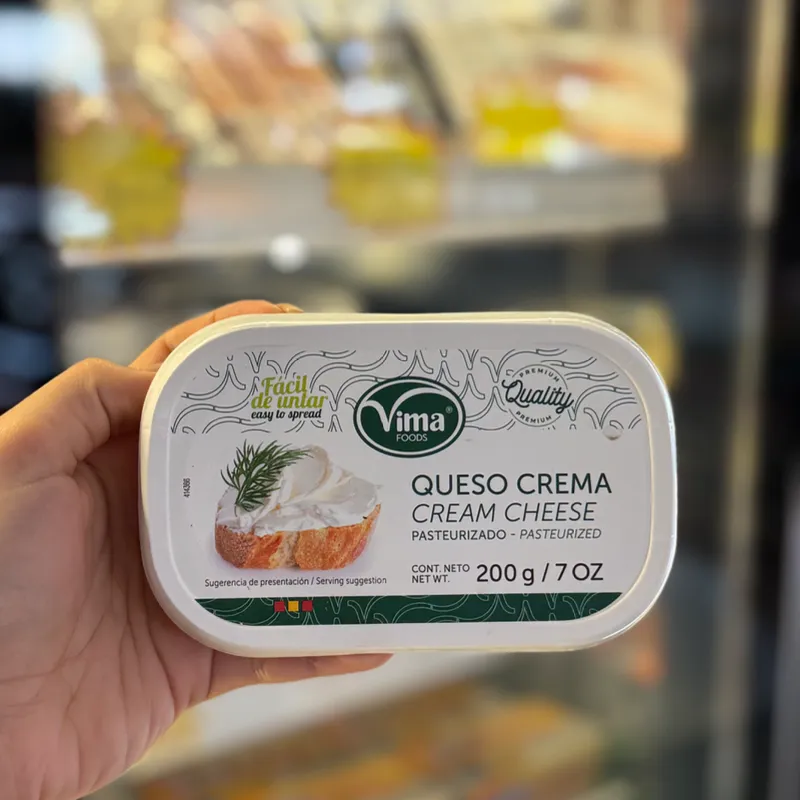 Fácil
de untar
easy to spread
Vima®
FOODS
PREMIUM
Quality
PREMIUM
QUESO CREMA
CREAM CHEESE
PASTEURIZADO - PASTEURIZED
CONT. NETO
NET WT. 200 g / 7 OZ
Sugerencia de presentación / Serving suggestion
414366